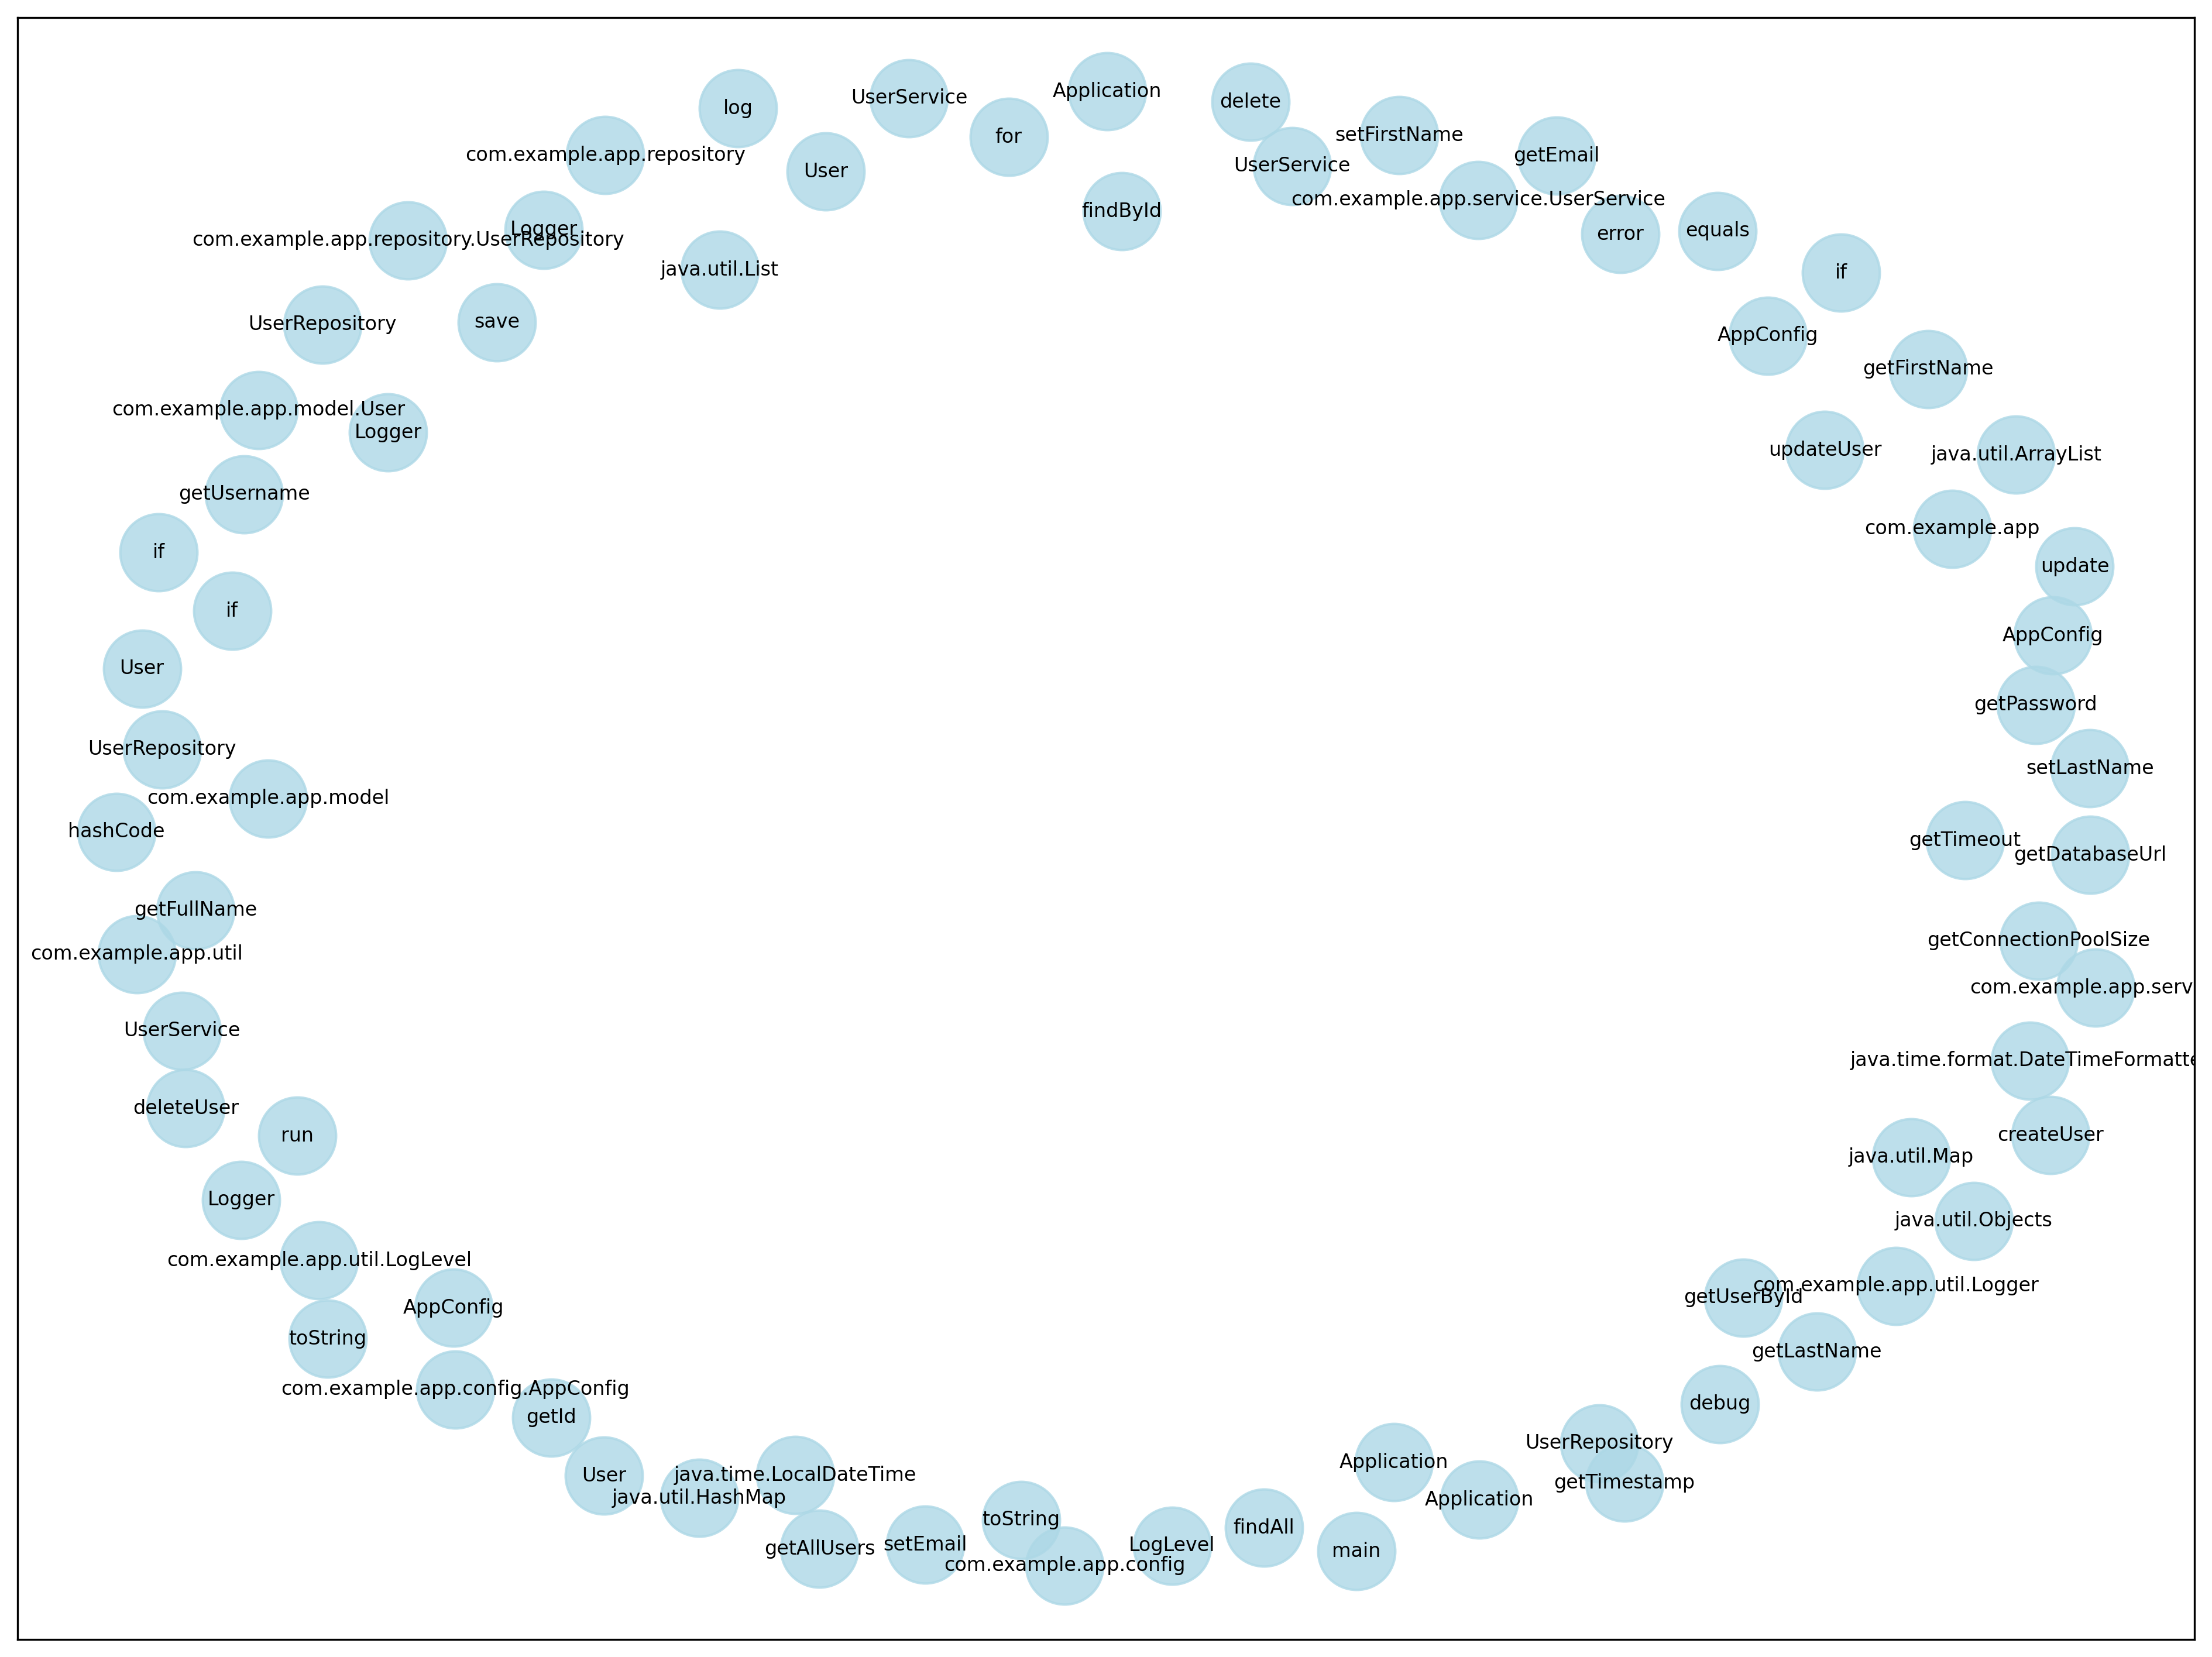 Application
UserService
delete
log
for
setFirstName
com.example.app.repository
getEmail
UserService
User
com.example.app.service.UserService
findById
Logger
equals
error
com.example.app.repository.UserRepository
java.util.List
if
save
UserRepository
AppConfig
getFirstName
com.example.app.model.User
Logger
updateUser
java.util.ArrayList
getUsername
com.example.app
if
update
if
AppConfig
User
getPassword
UserRepository
setLastName
com.example.app.model
hashCode
getTimeout
getDatabaseUrl
getFullName
getConnectionPoolSize
com.example.app.util
com.example.app.serv
UserService
java.time.format.DateTimeFormatte
deleteUser
run
createUser
java.util.Map
Logger
java.util.Objects
com.example.app.util.LogLevel
com.example.app.util.Logger
getUserById
AppConfig
toString
getLastName
com.example.app.config.AppConfig
debug
getId
UserRepository
Application
User
java.time.LocalDateTime
getTimestamp
java.util.HashMap
Application
toString
findAll
setEmail
LogLevel
getAllUsers
main
com.example.app.config